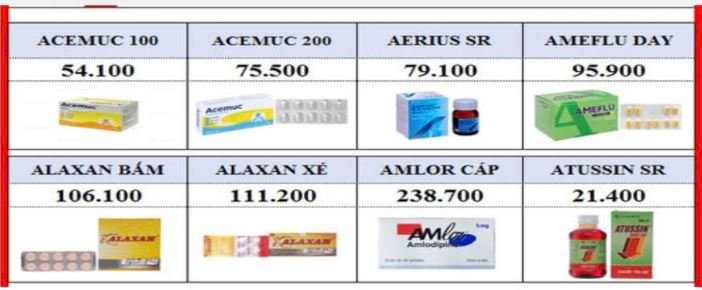 ACEMUC 100
ACEMUC 200
AERIUS SR
AMEFLU DAY
54.100
75.500
79.100
95.900
Acemuc
Acemuc
AMEFLU
ALAXAN BẤM
ALAXAN XÉ
AMLOR CÁP
ATUSSIN SR
106.100
111.200
238.700
21.400
ALAXAN
ALAXAN
AMlor
Amlodipine
5mg
ATUSSIN
ATUSSIN